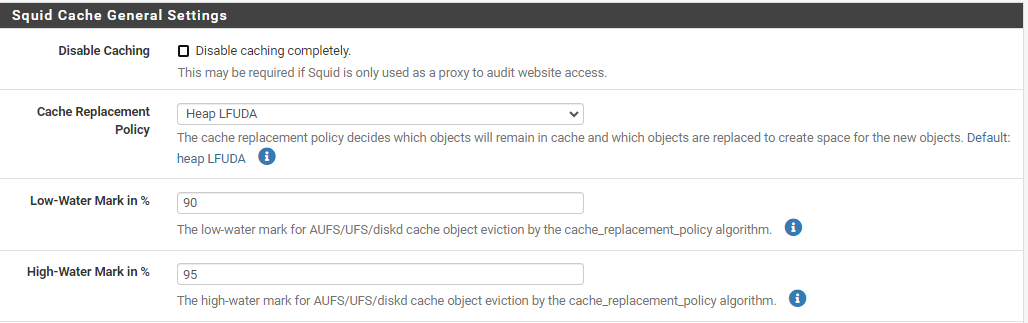 Squid Cache General Settings
Disable Caching
Disable caching completely.
This may be required if Squid is only used as a proxy to audit website access.
Cache Replacement
Policy
Heap LFUDA
The cache replacement policy decides which objects will remain in cache and which objects are replaced to create space for the new objects. Default:
heap LFUDA
Low-Water Mark in %
90
The low-water mark for AUFS/UFS/diskd cache object eviction by the cache_replacement_policy algorithm.
High-Water Mark in %
95
The high-water mark for AUFS/UFS/diskd cache object eviction by the cache_replacement_policy algorithm.